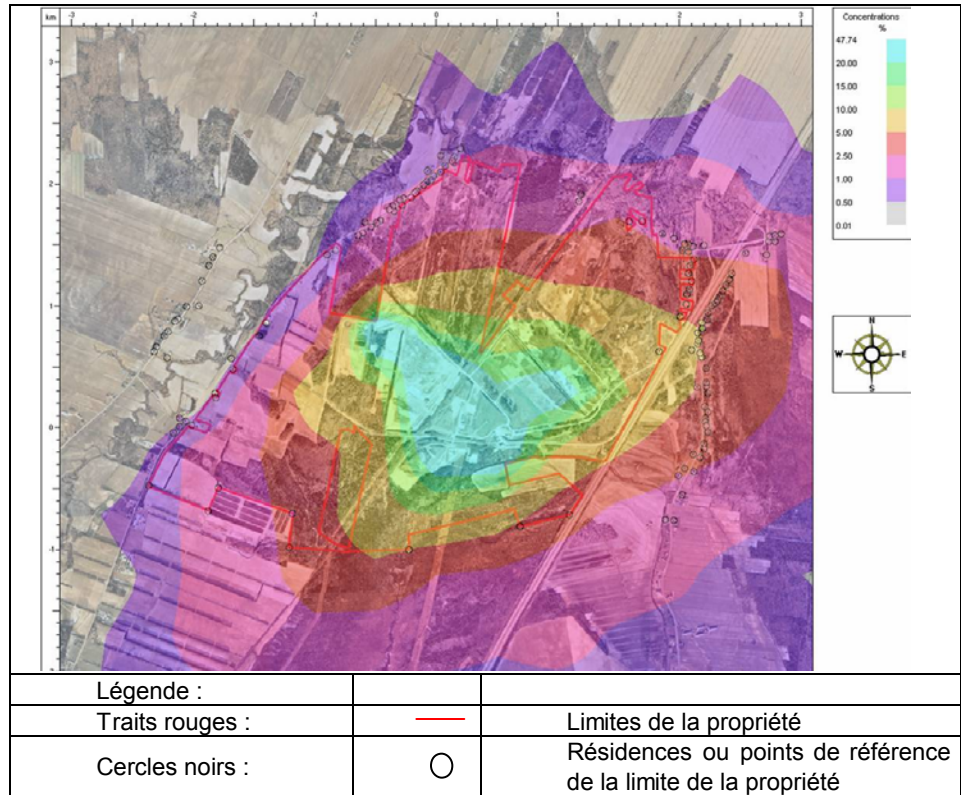 km -3 -2 -1 0 1 2 3
3
2
1
0
-1
Concentrations
%
47.74
20.00
15.00
10.00
5.00
2.50
1.00
0.50
0.01
N
W E
S
Légende :
Traits rouges :
Limites de la propriété
Cercles noirs :
Résidences ou points de référence
de la limite de la propriété